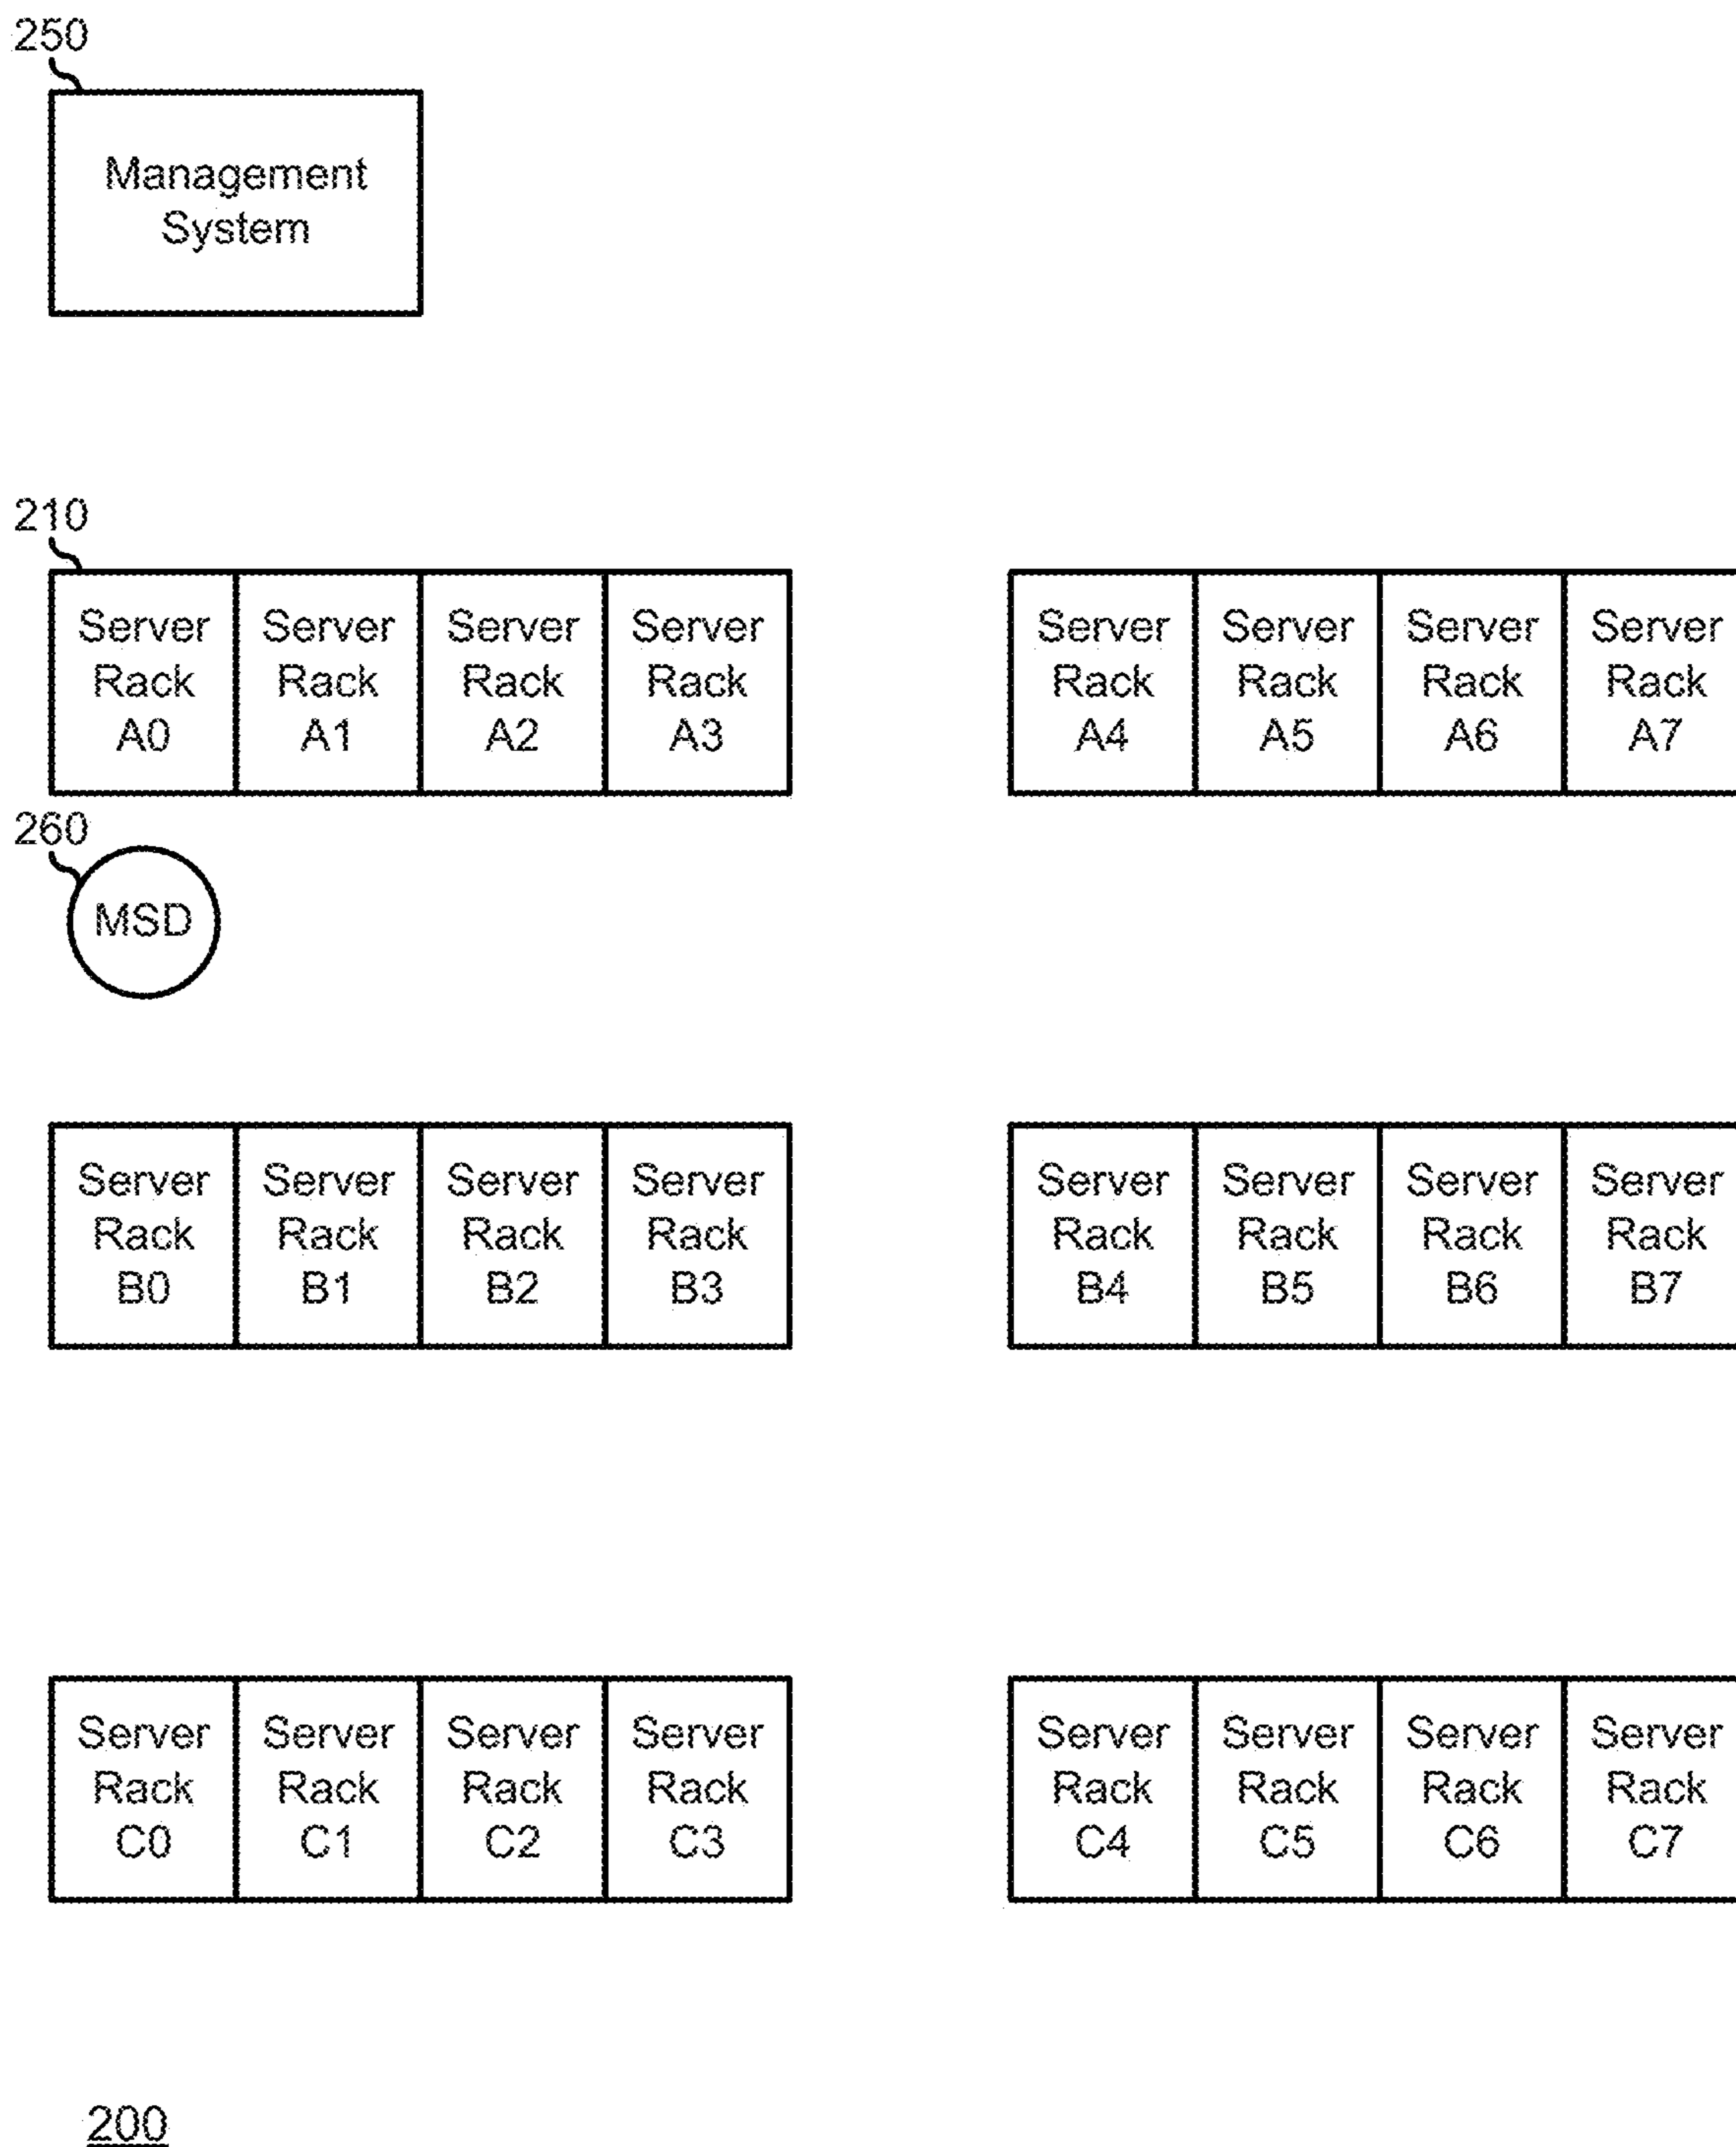 250
Management
System
210
Server Server Server Server Server Server Server Server
Rack Rack Rack Rack Rack Rack Rack Rack
A0 A1 A2 A3 A4 A5 A6 A7
260
MSD
Server Server Server Server Server Server Server Server
Rack Rack Rack Rack Rack Rack Rack Rack
B0 B1 B2 B3 B4 B5 B6 B7
Server Server Server Server Server Server Server Server
Rack Rack Rack Rack Rack Rack Rack Rack
C0 C1 C2 C3 C4 C5 C6 C7
200